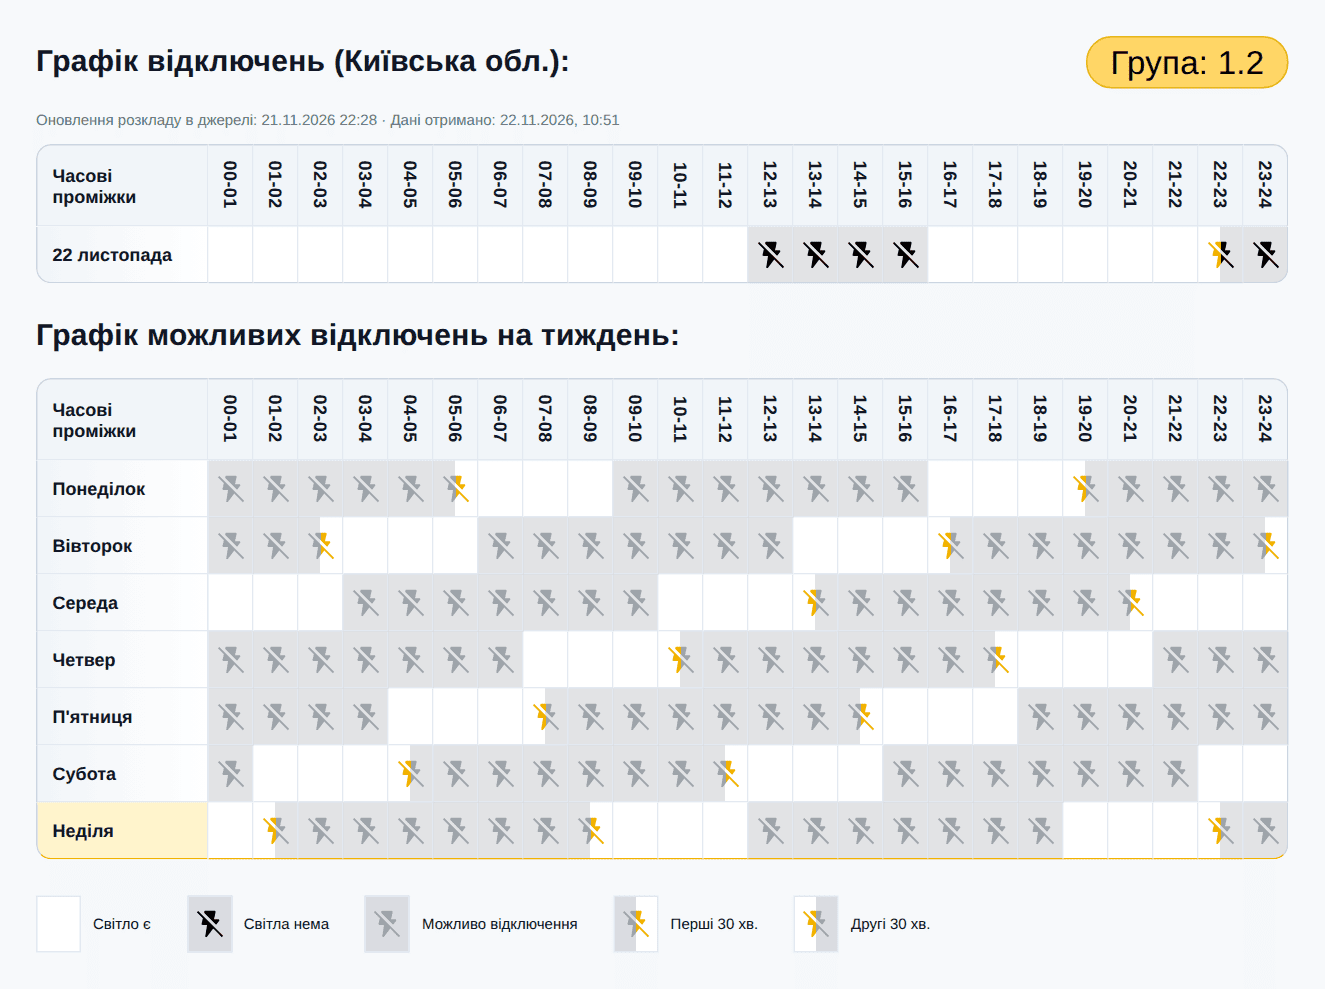 Графік відключень (Київська обл.):
Група: 1.2
Оновлення розкладу в джерелі: 21.11.2026 22:28 · Дані отримано: 22.11.2026, 10:51
Часові проміжки 00-01 01-02 02-03 03-04 04-05 05-06 06-07 07-08 08-09 09-10 10-11 11-12 12-13 13-14 14-15 15-16 16-17 17-18 18-19 19-20 20-21 21-22 22-23 23-24
22 листопада
Графік можливих відключень на тиждень:
Часові проміжки 00-01 01-02 02-03 03-04 04-05 05-06 06-07 07-08 08-09 09-10 10-11 11-12 12-13 13-14 14-15 15-16 16-17 17-18 18-19 19-20 20-21 21-22 22-23 23-24
Понеділок
Вівторок
Середа
Четвер
П'ятниця
Субота
Неділя
Світло є Світла нема Можливо відключення Перші 30 хв. Другі 30 хв.